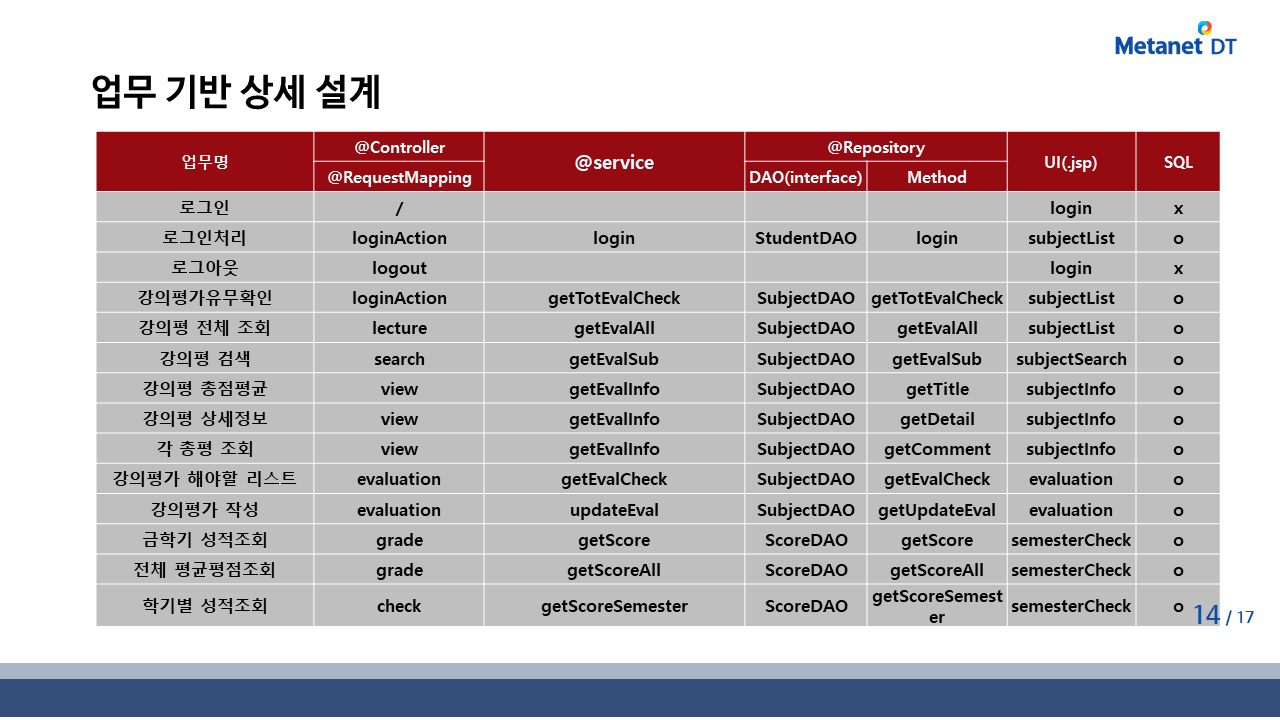 Metanet DT
업무 기반 상세 설계
업무명 @Controller @service @Repository UI(.jsp) SQL
@RequestMapping DAO(interface) Method
로그인 / login x
로그인처리 loginAction login StudentDAO login subjectList o
로그아웃 logout login x
강의평가유무확인 loginAction getTotEvalCheck SubjectDAO getTotEvalCheck subjectList o
강의평 전체 조회 lecture getEvalAll SubjectDAO getEvalAll subjectList o
강의평 검색 search getEvalSub SubjectDAO getEvalSub subjectSearch o
강의평 총점평균 view getEvalInfo SubjectDAO getTitle subjectInfo o
강의평 상세정보 view getEvalInfo SubjectDAO getDetail subjectInfo o
각 총평 조회 view getEvalInfo SubjectDAO getComment subjectInfo o
강의평가 해야할 리스트 evaluation getEvalCheck SubjectDAO getEvalCheck evaluation o
강의평가 작성 evaluation updateEval SubjectDAO getUpdateEval evaluation o
금학기 성적조회 grade getScore ScoreDAO getScore semesterCheck o
전체 평균평점조회 grade getScoreAll ScoreDAO getScoreAll semesterCheck o
학기별 성적조회 check getScoreSemester ScoreDAO getScoreSemest
er semesterCheck o
14 / 17